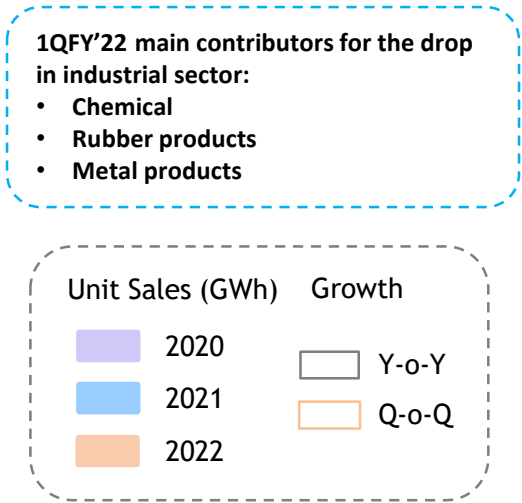 1QFY’22 main contributors for the drop
in industrial sector:
• Chemical
• Rubber products
• Metal products
Unit Sales (GWh) Growth
2020
Y-o-Y
2021
Q-o-Q
2022